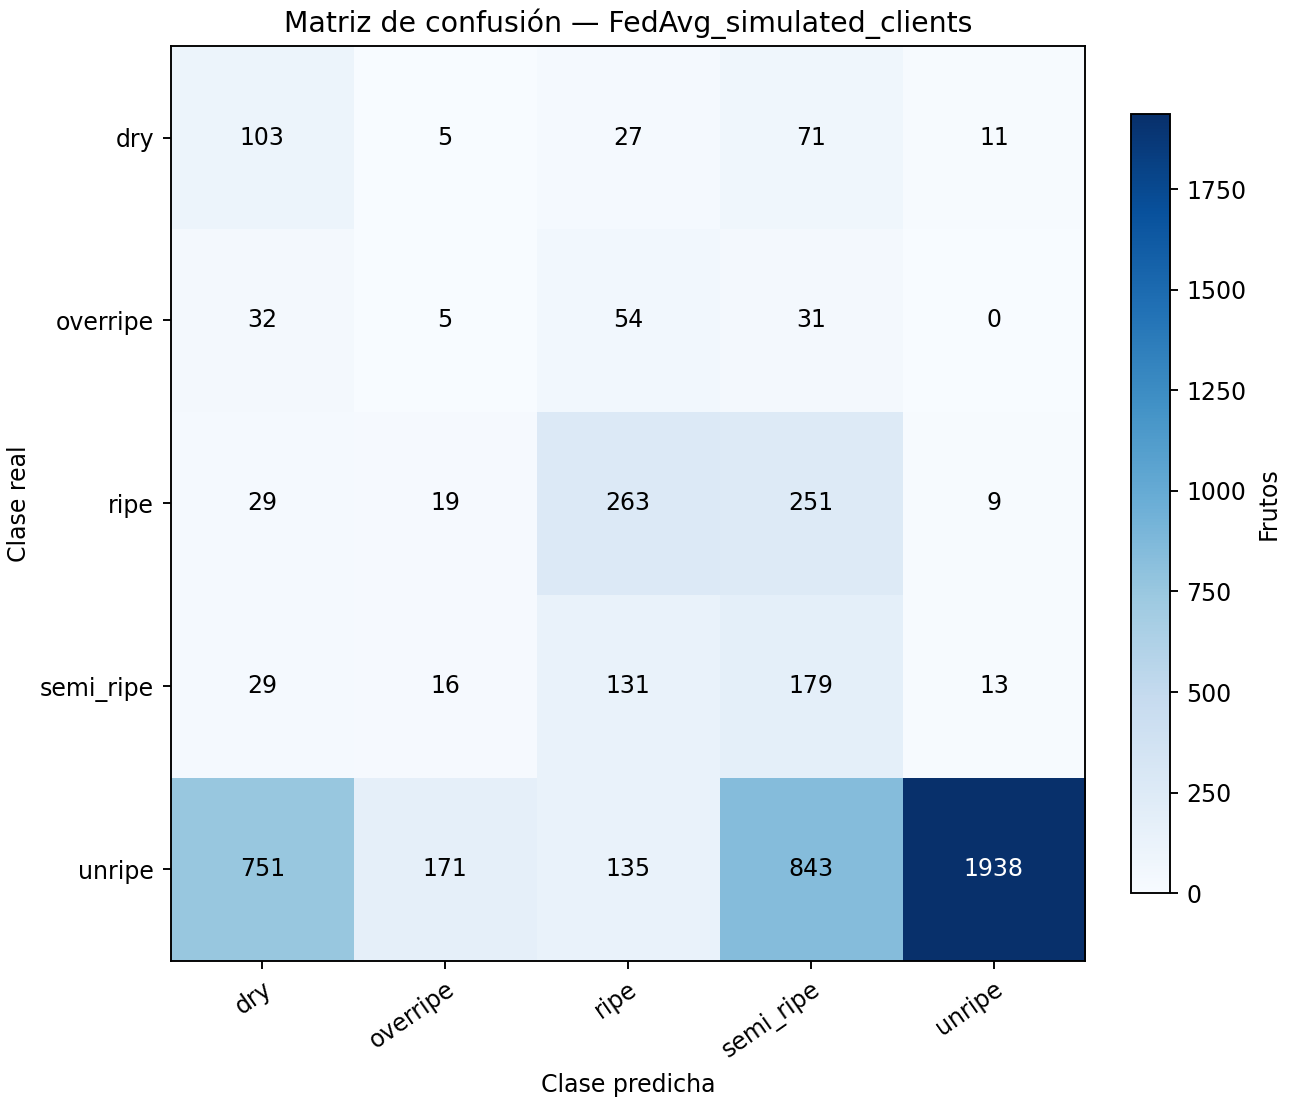 Matriz de confusión — FedAvg_simulated_clients
Clase real
dry 103 5 27 71 11
overripe 32 5 54 31 0
ripe 29 19 263 251 9
semi_ripe 29 16 131 179 13
unripe 751 171 135 843 1938
dry overripe ripe semi_ripe unripe
Clase predicha
1750
1500
1250
1000
750
500
250
0
Frutos